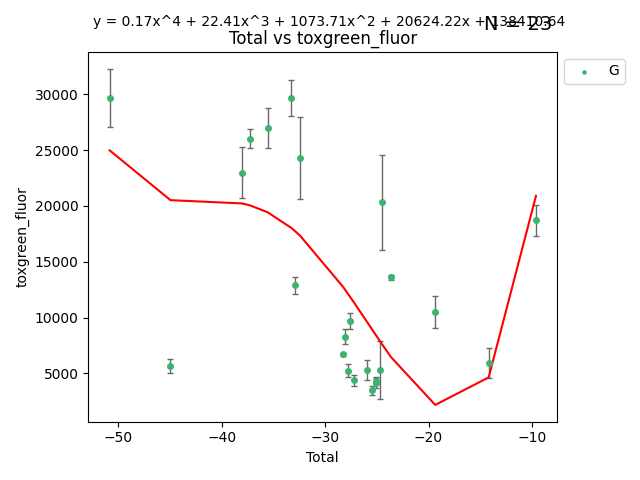 y = 0.17x^4 + 22.41x^3 + 1073.71x^2 + 20624.22x + 138410.64
N = 23
Total vs toxgreen_fluor
G
30000
25000
20000
15000
10000
5000
toxgreen_fluor
−50
−40
−30
−20
−10
Total